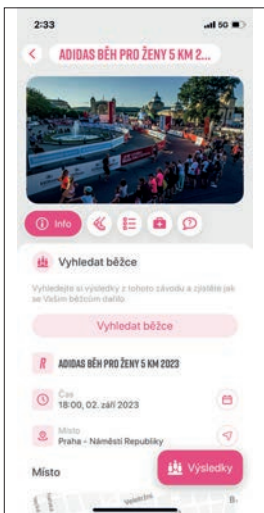 2:33
5G
ADIDAS BĚH PRO ŽENY 5 KM 2...
Info
Vyhledat běžce
Vyhledejte si výsledky z tohoto závodu a zjistěte jak
se Vašim běžcům dařilo.
Vyhledat běžce
R ADIDAS BĚH PRO ŽENY 5 KM 2023
Čas
18:00, 02. září 2023
Místo
Praha - Náměstí Republiky
Místo
Výsledky
Veletržní